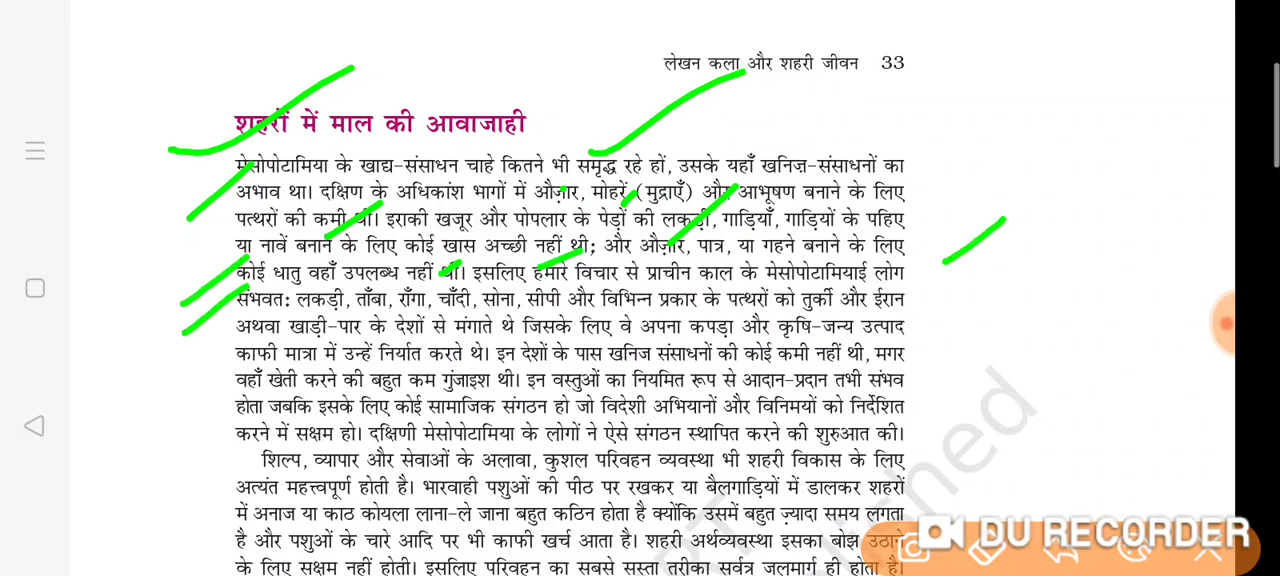 लेखन कला और शहरी जीवन 33
शहरों में माल की आवाजाही
मेसोपोटामिया के खाद्य-संसाधन चाहे कितने भी समृद्ध रहे हों, उसके यहाँ खनिज-संसाधनों का
अभाव था। दक्षिण के अधिकांश भागों में औज़ार, मोहरें (मुद्राएँ) और आभूषण बनाने के लिए
पत्थरों की कमी थी। इराकी खजूर और पोपलार के पेड़ों की लकड़ी, गाड़ियाँ, गाड़ियों के पहिए
या नावें बनाने के लिए कोई खास अच्छी नहीं थी; और औज़ार, पात्र, या गहने बनाने के लिए
कोई धातु वहाँ उपलब्ध नहीं थी। इसलिए हमारे विचार से प्राचीन काल के मेसोपोटामियाई लोग
संभवत: लकड़ी, ताँबा, राँगा, चाँदी, सोना, सीपी और विभिन्न प्रकार के पत्थरों को तुर्की और ईरान
अथवा खाड़ी-पार के देशों से मंगाते थे जिसके लिए वे अपना कपड़ा और कृषि-जन्य उत्पाद
काफी मात्रा में उन्हें निर्यात करते थे। इन देशों के पास खनिज संसाधनों की कोई कमी नहीं थी, मगर
वहाँ खेती करने की बहुत कम गुंजाइश थी। इन वस्तुओं का नियमित रूप से आदान-प्रदान तभी संभव
होता जबकि इसके लिए कोई सामाजिक संगठन हो जो विदेशी अभियानों और विनिमयों को निर्देशित
करने में सक्षम हो। दक्षिणी मेसोपोटामिया के लोगों ने ऐसे संगठन स्थापित करने की शुरुआत की।
शिल्प, व्यापार और सेवाओं के अलावा, कुशल परिवहन व्यवस्था भी शहरी विकास के लिए
अत्यंत महत्त्वपूर्ण होती है। भारवाही पशुओं की पीठ पर रखकर या बैलगाड़ियों में डालकर शहरों
में अनाज या काठ कोयला लाना-ले जाना बहुत कठिन होता है क्योंकि उसमें बहुत ज़्यादा समय लगता
है और पशुओं के चारे आदि पर भी काफी खर्च आता है। शहरी अर्थव्यवस्था इसका बोझ उठाने
के लिए सक्षम नहीं होती। इसलिए परिवहन का सबसे सस्ता तरीका सर्वत्र जलमार्ग ही होता है।
DU RECORDER